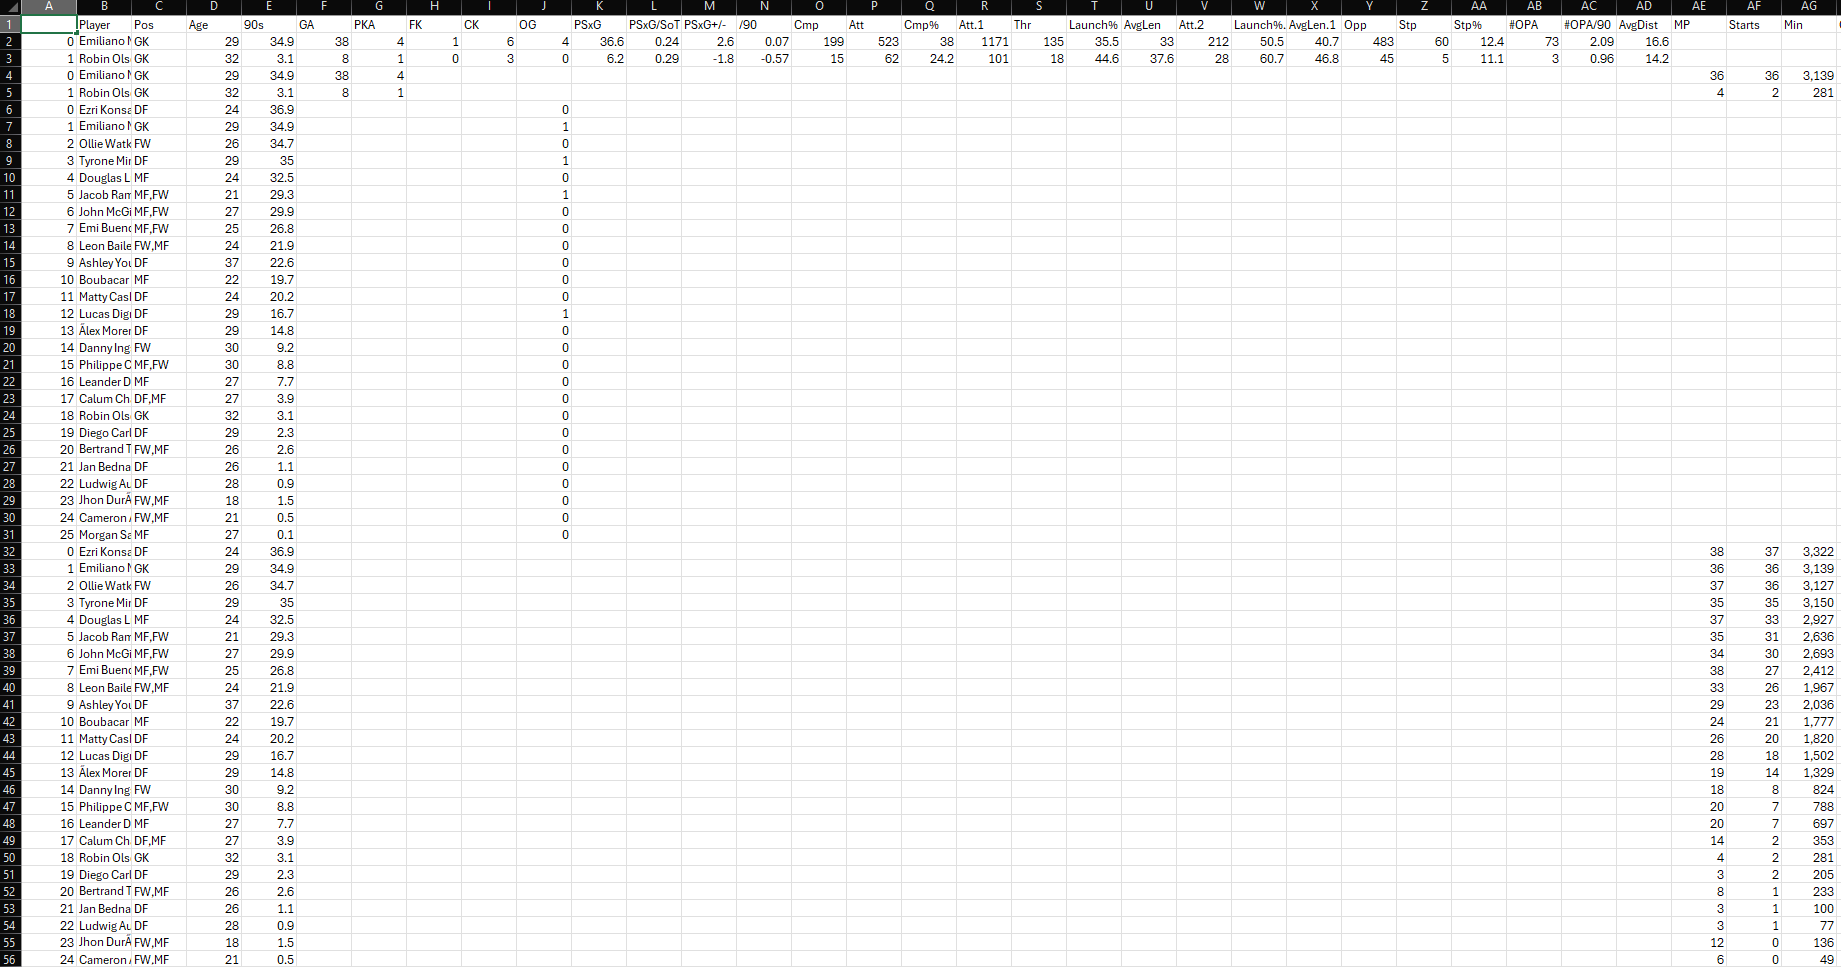 A B C D E F G H I J K L M N O P Q R S T U V W X Y Z AA AB AC AD AE AF AG
1 Player Pos Age 90s GA PKA FK CK OG PSxG PSxG/SoT PSxG+/- /90 Cmp Att Cmp% Att.1 Thr Launch% AvgLen Att.2 Launch%. AvgLen.1 Opp Stp Stp% #OPA #OPA/90 AvgDist MP Starts Min
2 0 Emiliano GK 29 34.9 38 4 1 6 4 36.6 0.24 2.6 0.07 199 523 38 1171 135 35.5 33 212 50.5 40.7 483 60 12.4 73 2.09 16.6
3 1 Robin Ols GK 32 3.1 8 1 0 3 0 6.2 0.29 -1.8 -0.57 15 62 24.2 101 18 44.6 37.6 28 60.7 46.8 45 5 11.1 3 0.96 14.2
4 0 Emiliano GK 29 34.9 38 4 36 36 3,139
5 1 Robin Ols GK 32 3.1 8 1 4 2 281
6 0 Ezri Konsa DF 24 36.9 0
7 1 Emiliano GK 29 34.9 1
8 2 Ollie Watk FW 26 34.7 0
9 3 Tyrone Min DF 29 35 1
10 4 Douglas L MF 24 32.5 0
11 5 Jacob Ram MF,FW 21 29.3 1
12 6 John McGi MF,FW 27 29.9 0
13 7 Emi Buend MF,FW 25 26.8 0
14 8 Leon Baile FW,MF 24 21.9 0
15 9 Ashley You DF 37 22.6 0
16 10 Boubacar MF 22 19.7 0
17 11 Matty Cas DF 24 20.2 0
18 12 Lucas Dig DF 29 16.7 1
19 13 Ãlex Morer DF 29 14.8 0
20 14 Danny Ing FW 30 9.2 0
21 15 Philippe C MF,FW 30 8.8 0
22 16 Leander D MF 27 7.7 0
23 17 Calum Ch DF,MF 27 3.9 0
24 18 Robin Ols GK 32 3.1 0
25 19 Diego Carl DF 29 2.3 0
26 20 Bertrand T FW,MF 26 2.6 0
27 21 Jan Bedna DF 26 1.1 0
28 22 Ludwig Au DF 28 0.9 0
29 23 Jhon DurÃ FW,MF 18 1.5 0
30 24 Cameron FW,MF 21 0.5 0
31 25 Morgan Sa MF 27 0.1 0
32 0 Ezri Konsa DF 24 36.9 38 37 3,322
33 1 Emiliano GK 29 34.9 36 36 3,139
34 2 Ollie Watk FW 26 34.7 37 36 3,127
35 3 Tyrone Min DF 29 35 35 35 3,150
36 4 Douglas L MF 24 32.5 37 33 2,927
37 5 Jacob Ram MF,FW 21 29.3 35 31 2,636
38 6 John McGi MF,FW 27 29.9 34 30 2,693
39 7 Emi Buend MF,FW 25 26.8 38 27 2,412
40 8 Leon Baile FW,MF 24 21.9 33 26 1,967
41 9 Ashley You DF 37 22.6 29 23 2,036
42 10 Boubacar MF 22 19.7 24 21 1,777
43 11 Matty Cas DF 24 20.2 26 20 1,820
44 12 Lucas Dig DF 29 16.7 28 18 1,502
45 13 Ãlex Morer DF 29 14.8 19 14 1,329
46 14 Danny Ing FW 30 9.2 18 8 824
47 15 Philippe C MF,FW 30 8.8 20 7 788
48 16 Leander D MF 27 7.7 20 7 697
49 17 Calum Ch DF,MF 27 3.9 14 2 353
50 18 Robin Ols GK 32 3.1 4 2 281
51 19 Diego Carl DF 29 2.3 3 2 205
52 20 Bertrand T FW,MF 26 2.6 8 1 233
53 21 Jan Bedna DF 26 1.1 3 1 100
54 22 Ludwig Au DF 28 0.9 3 1 77
55 23 Jhon DurÃ FW,MF 18 1.5 12 0 136
56 24 Cameron FW,MF 21 0.5 6 0 49